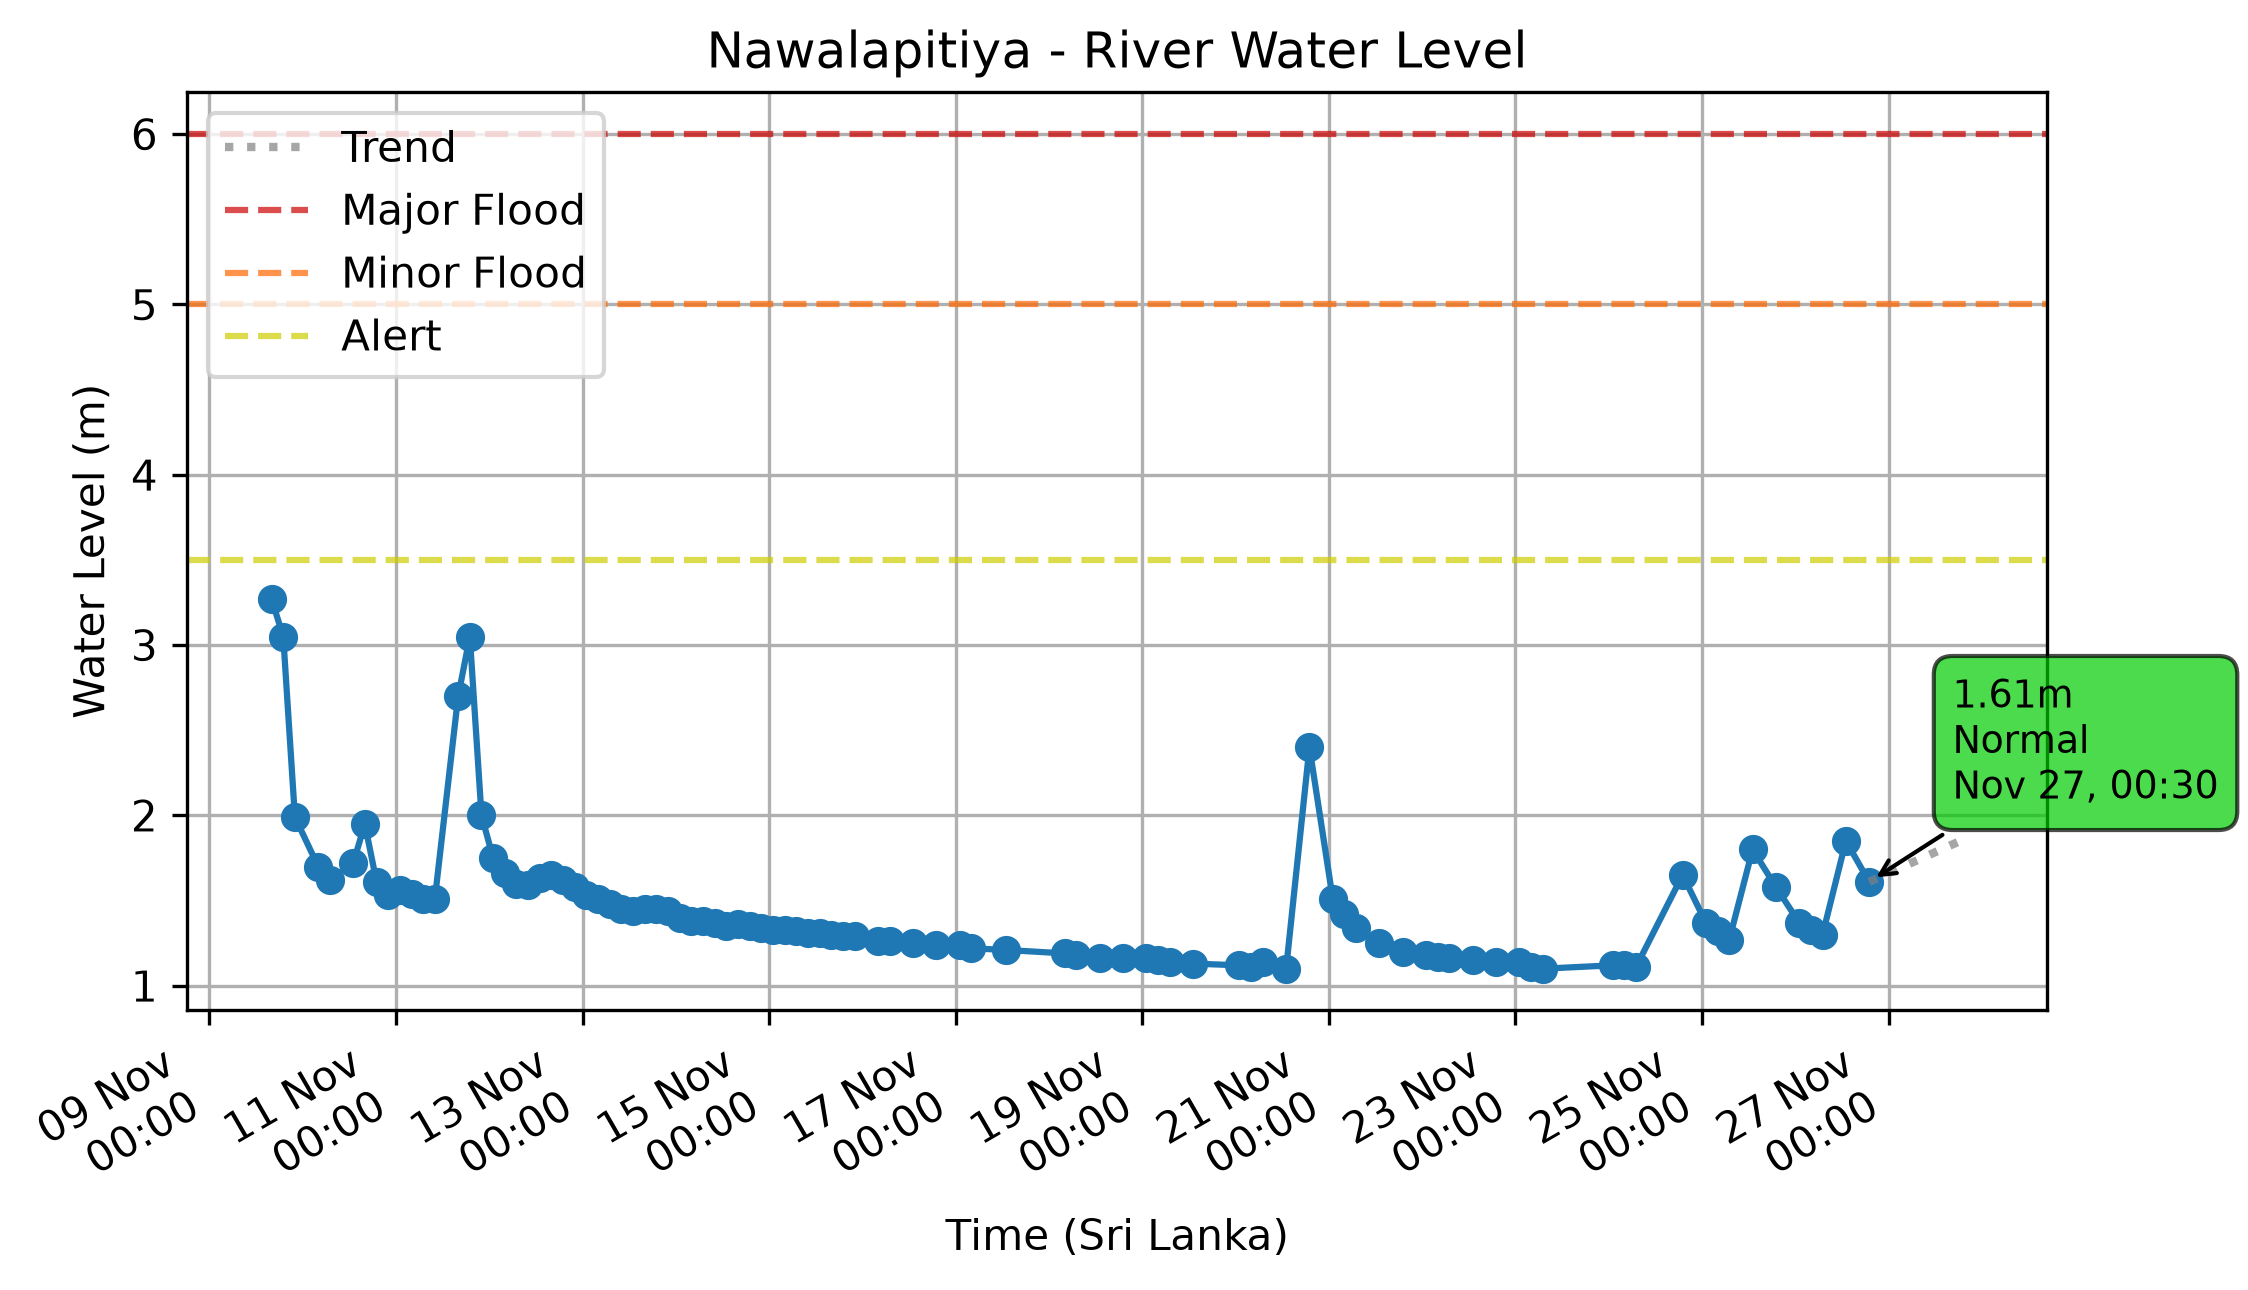 Nawalapitiya - River Water Level
6
5
4
3
2
1
Water Level (m)
Trend
Major Flood
Minor Flood
Alert
1.61m
Normal
Nov 27, 00:30
09 Nov
00:00
11 Nov
00:00
13 Nov
00:00
15 Nov
00:00
17 Nov
00:00
19 Nov
00:00
21 Nov
00:00
23 Nov
00:00
25 Nov
00:00
27 Nov
00:00
Time (Sri Lanka)